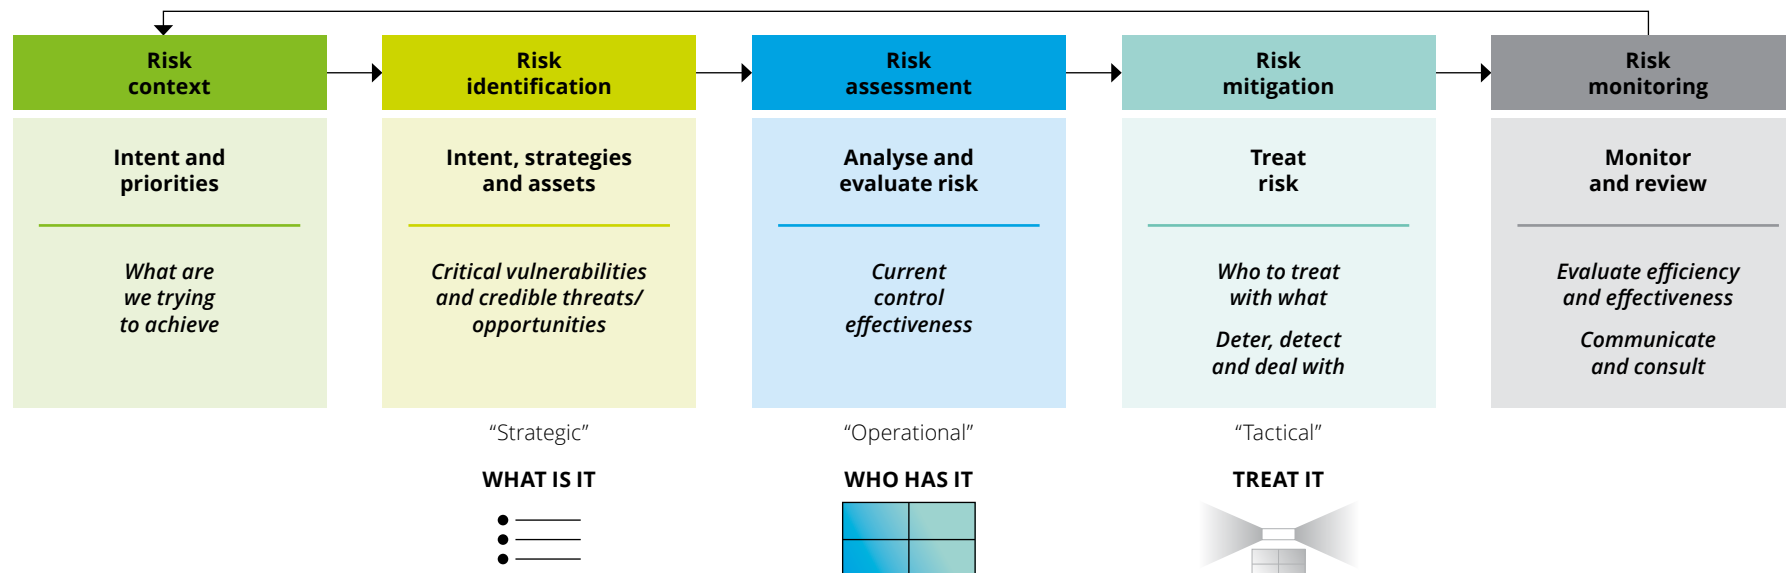 Risk
context
Risk
identification
Risk
assessment
Risk
mitigation
Risk
monitoring
Intent and
priorities
What are
we trying
to achieve
Intent, strategies
and assets
Critical vulnerabilities
and credible threats/
opportunities
Analyse and
evaluate risk
Current
control
effectiveness
Treat
risk
Who to treat
with what
Deter, detect
and deal with
Monitor
and review
Evaluate efficiency
and effectiveness
Communicate
and consult
“Strategic”
“Operational”
“Tactical”
WHAT IS IT
WHO HAS IT
TREAT IT